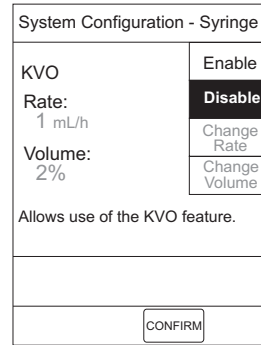 System Configuration - Syringe
KVO
Rate:
1 mL/h
Volume:
2%
Enable
Disable
Change
Rate
Change
Volume
Allows use of the KVO feature.
CONFIRM